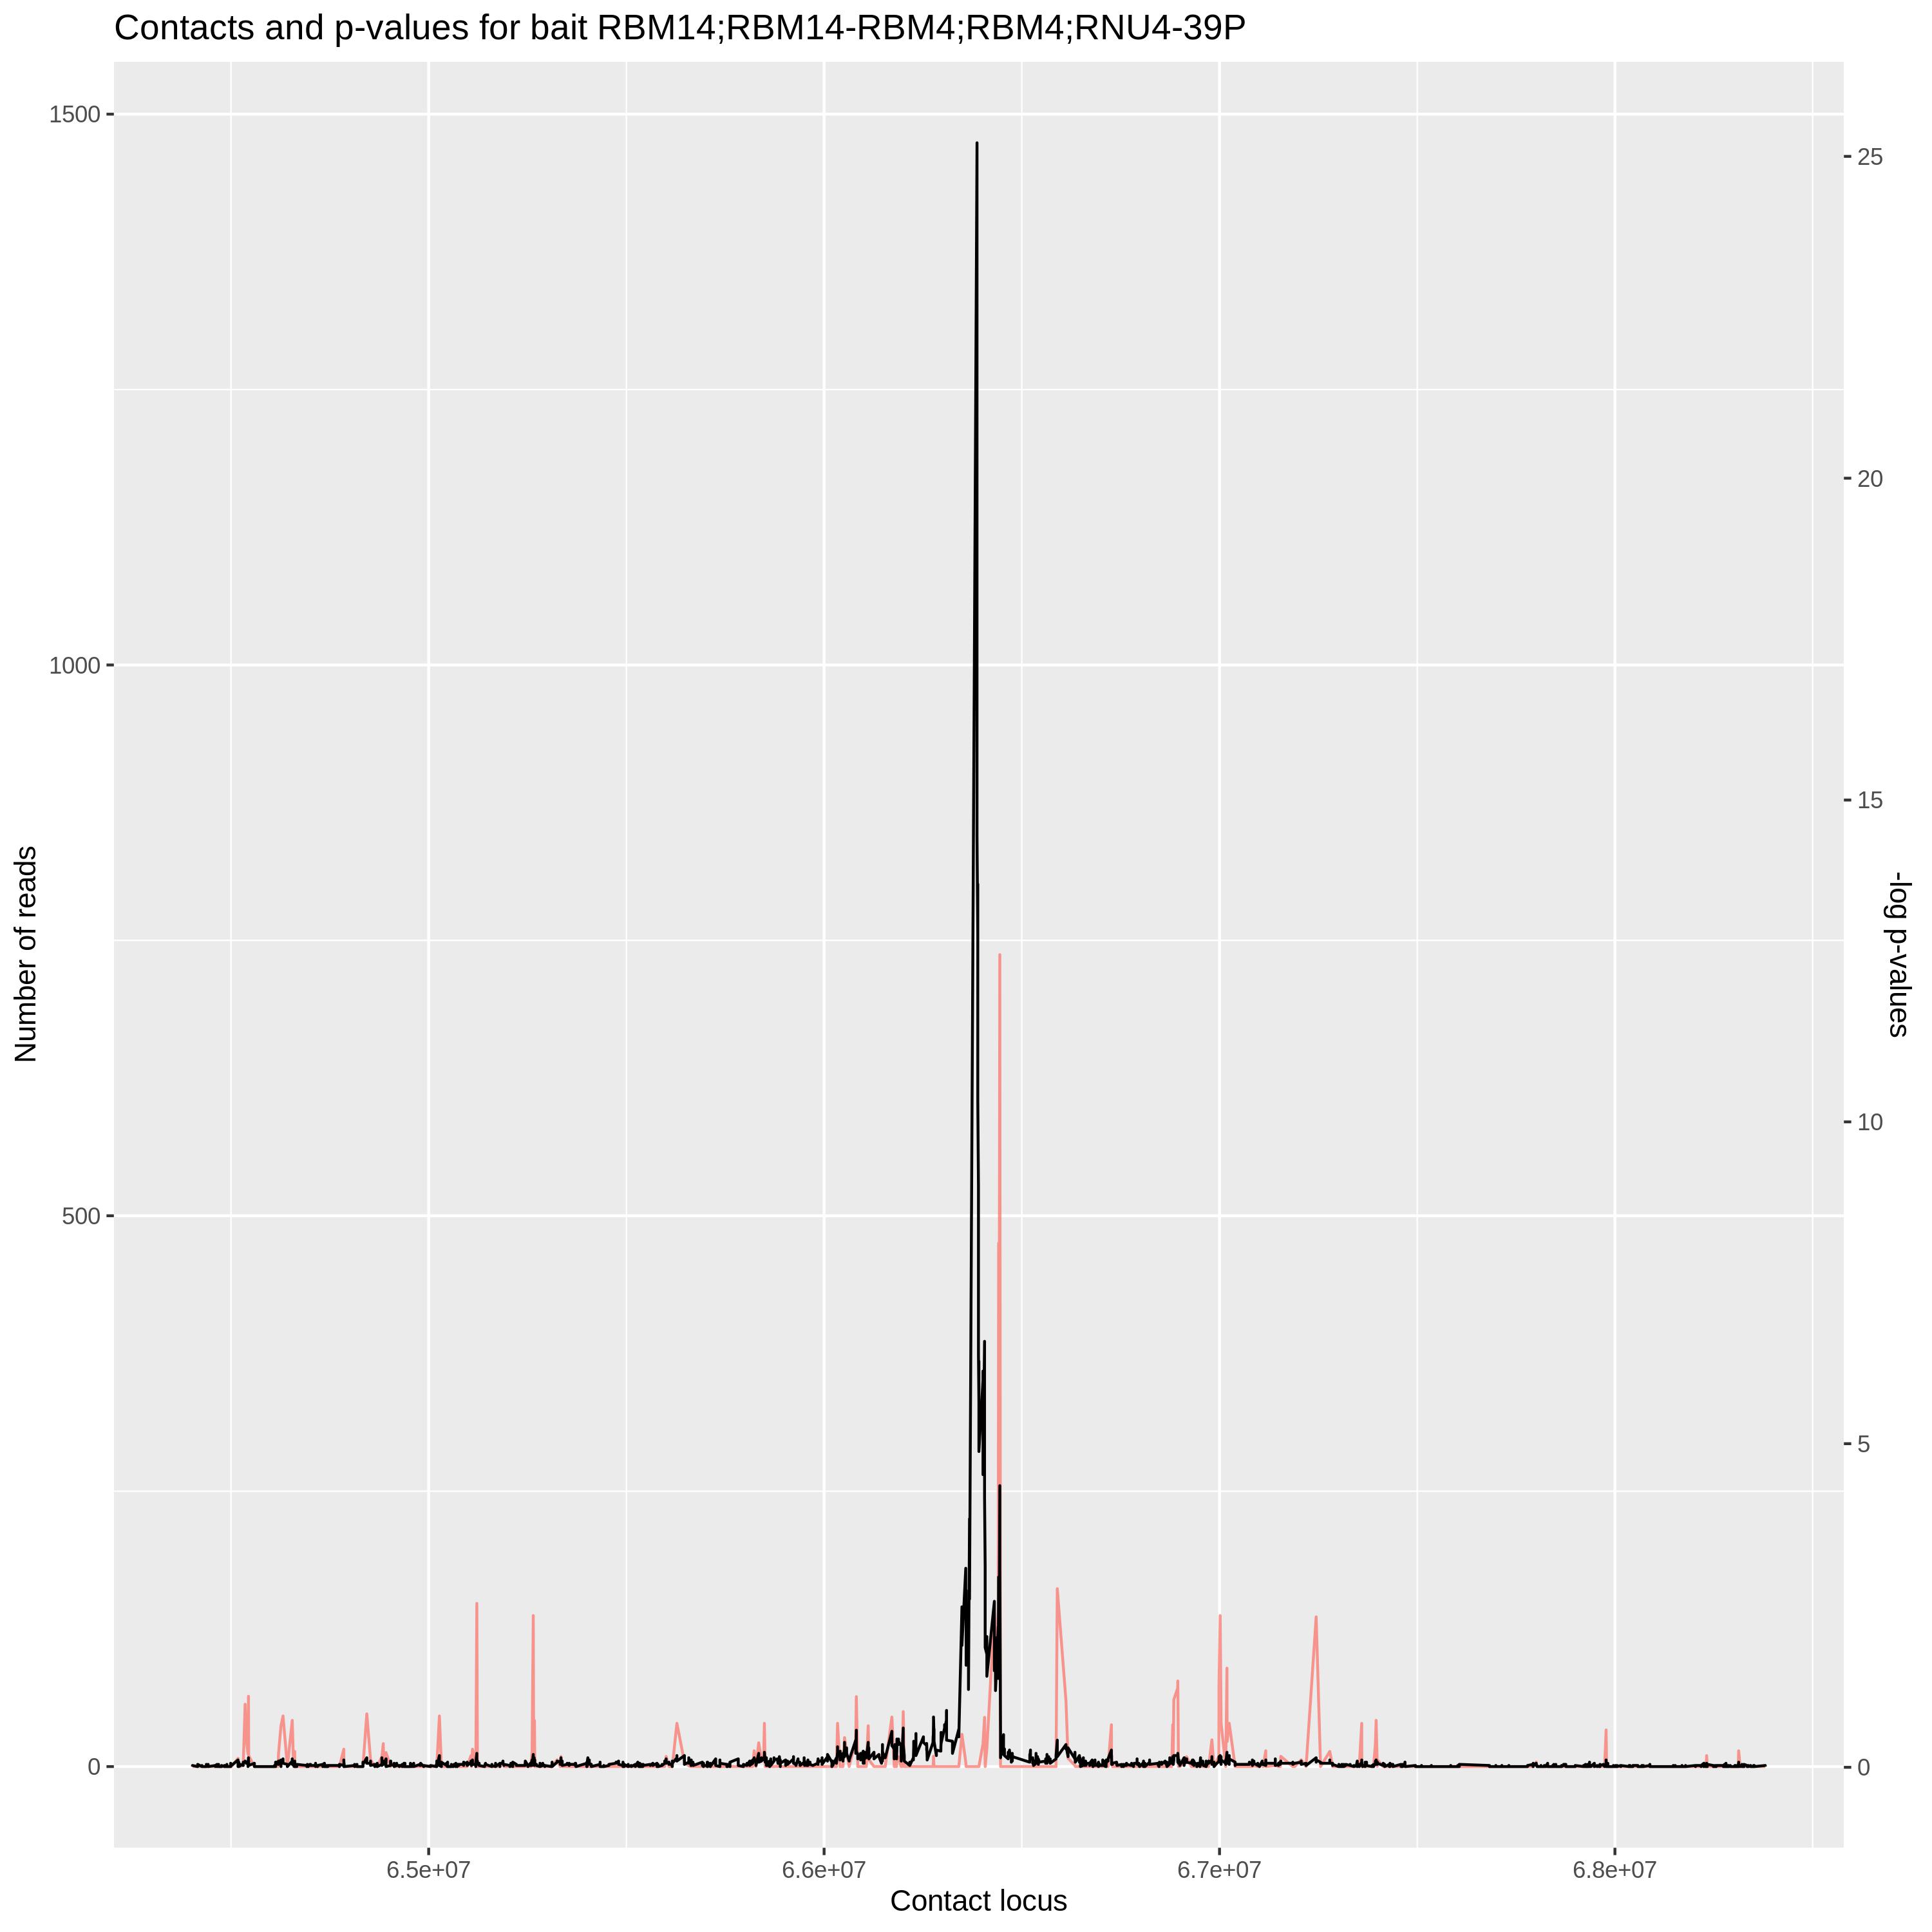 Contacts and p-values for bait RBM14;RBM14-RBM4;RBM4;RNU4-39P
1500
1000
500
0
Number of reads
25
20
15
10
5
0
-log p-values
6.5e+07
6.6e+07
6.7e+07
6.8e+07
Contact locus